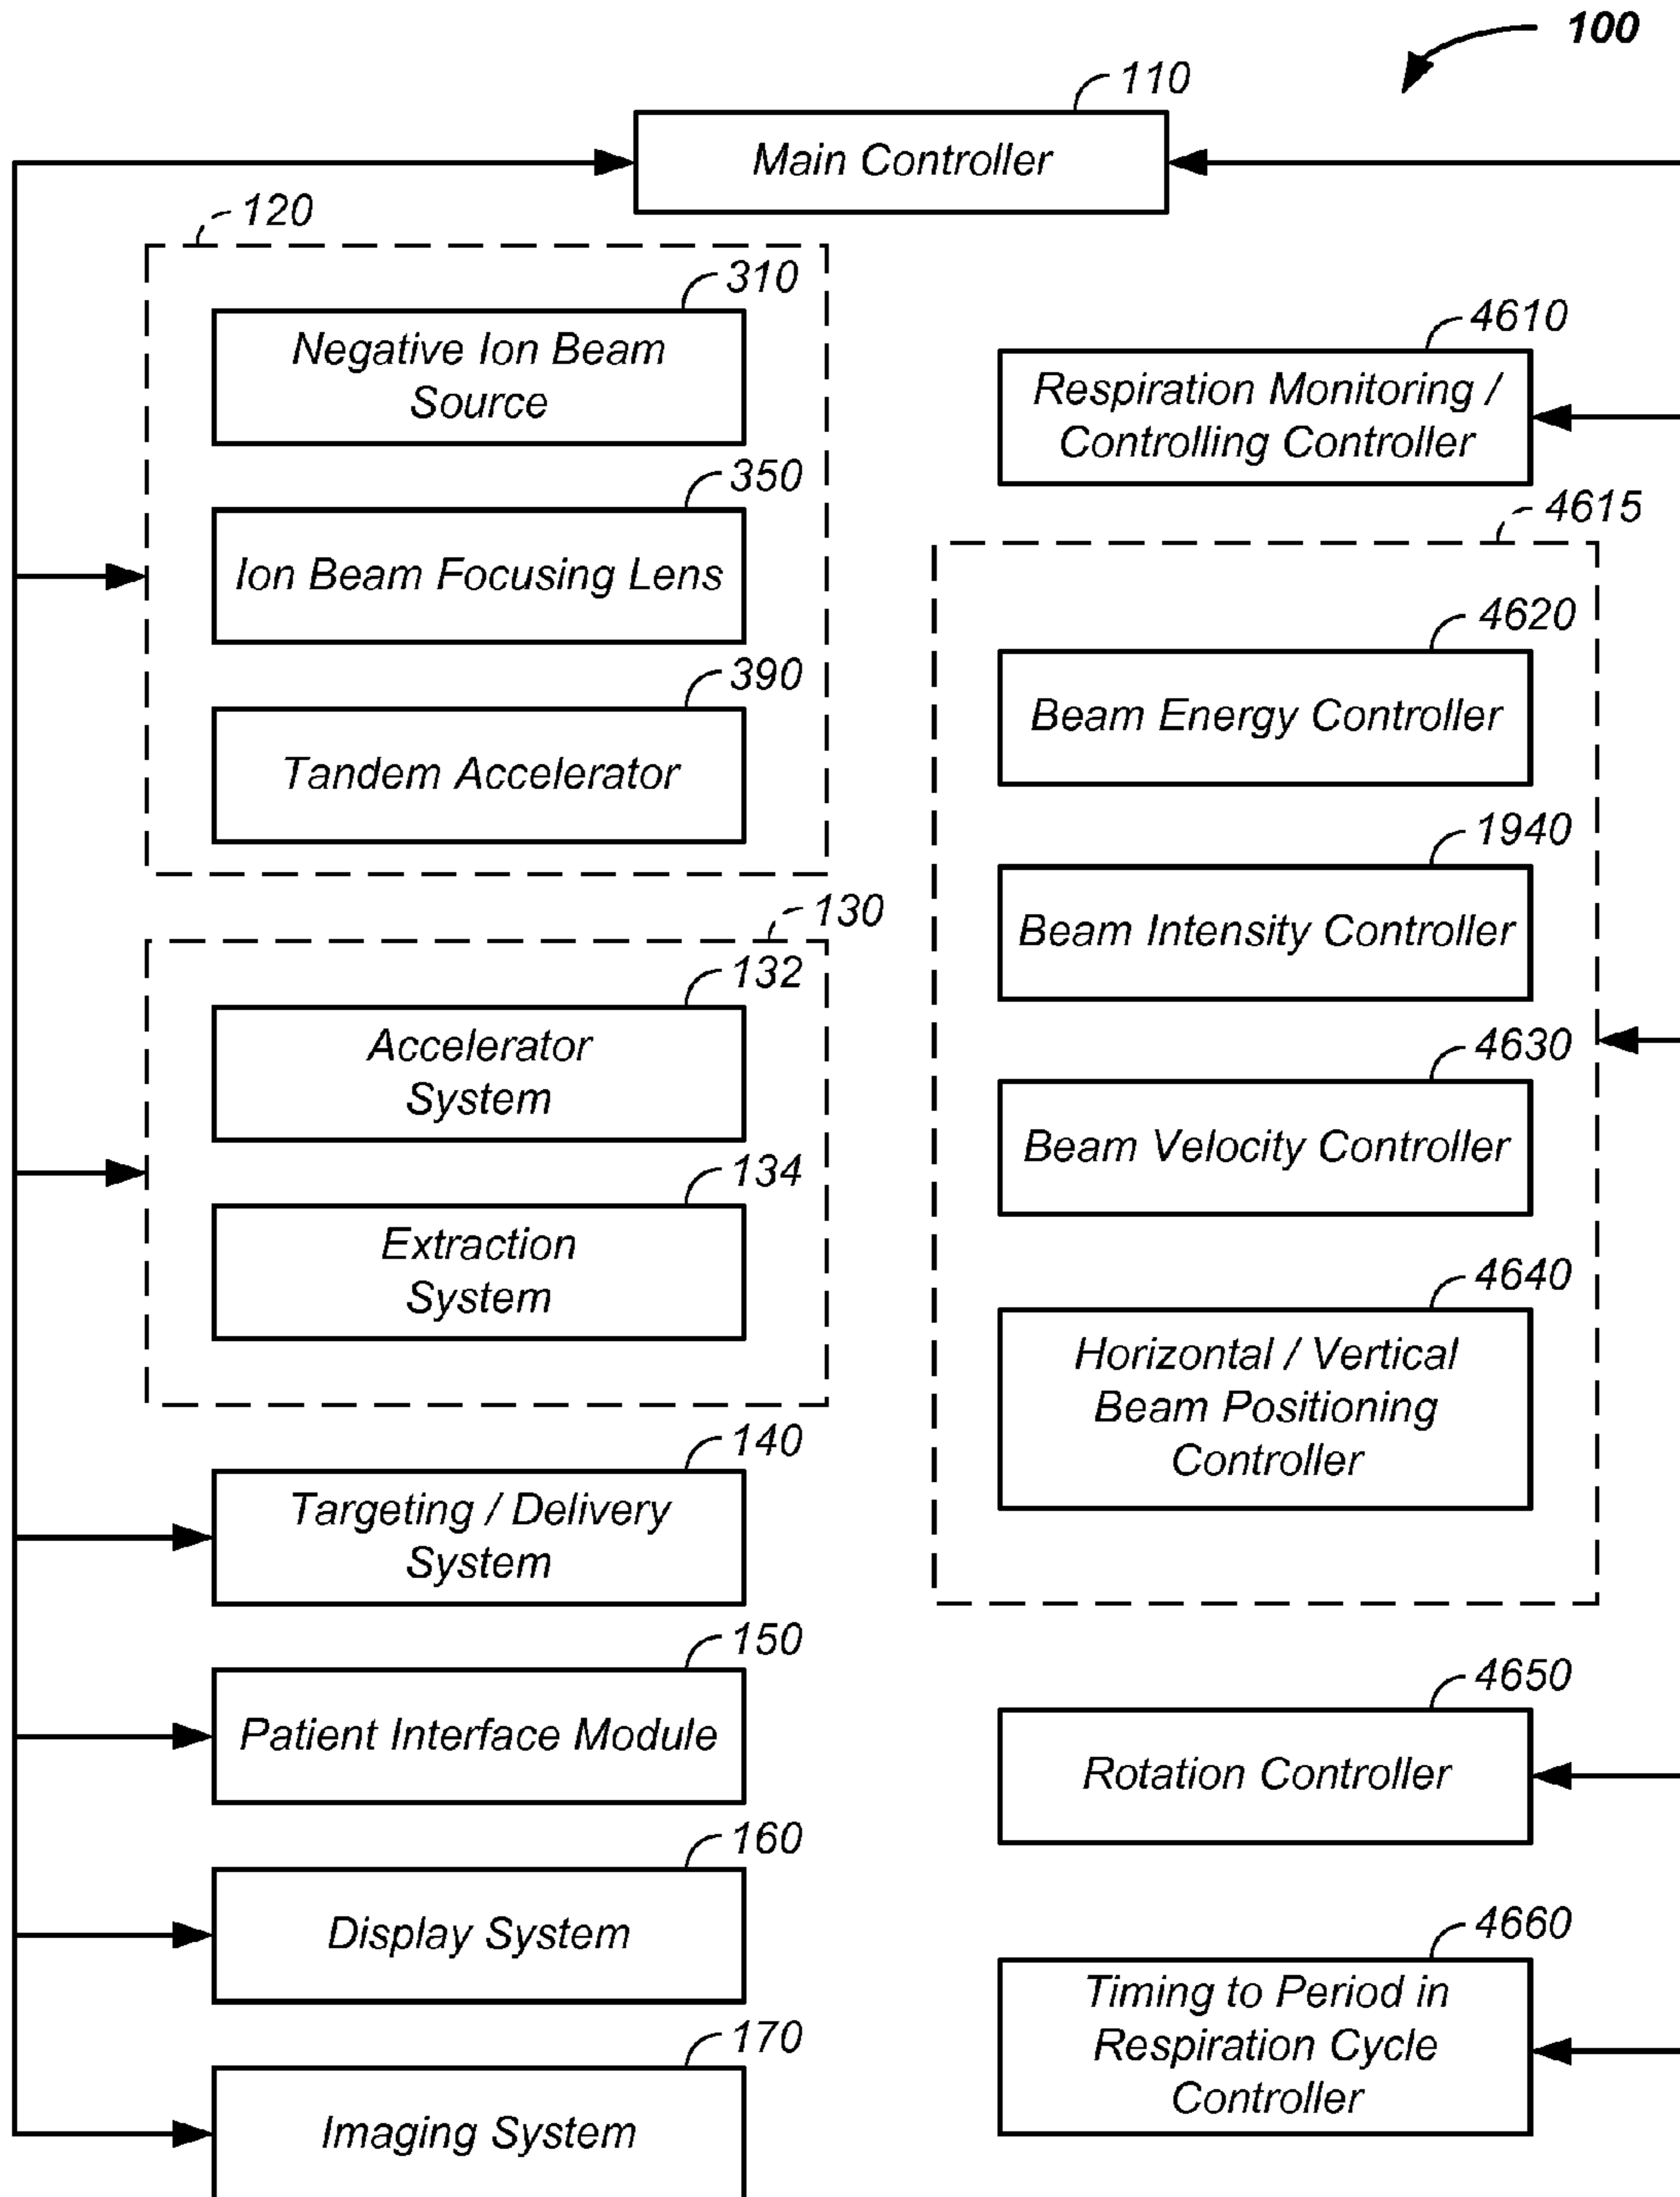 100
110
Main Controller
120
310
Negative Ion Beam
Source
350
Ion Beam Focusing Lens
390
Tandem Accelerator
130
132
Accelerator
System
134
Extraction
System
140
Targeting / Delivery
System
150
Patient Interface Module
160
Display System
170
Imaging System
4610
Respiration Monitoring /
Controlling Controller
4615
4620
Beam Energy Controller
1940
Beam Intensity Controller
4630
Beam Velocity Controller
4640
Horizontal / Vertical
Beam Positioning
Controller
4650
Rotation Controller
4660
Timing to Period in
Respiration Cycle
Controller